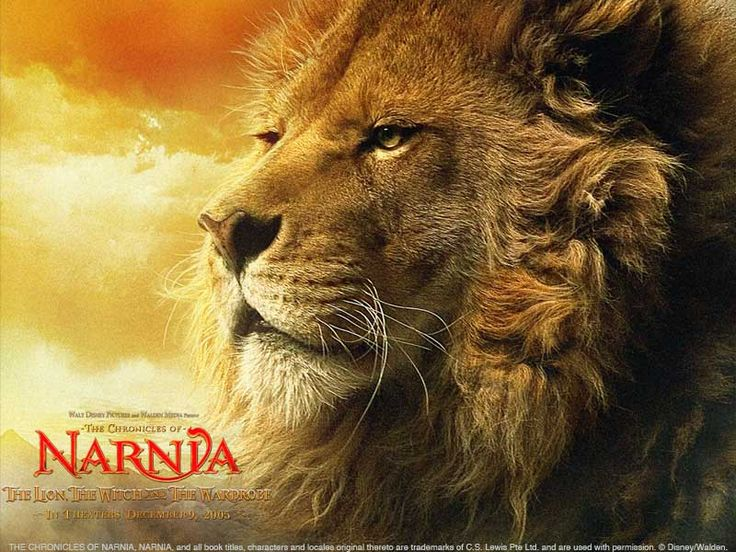 WALT DISNEY PICTURES AND WALDEN MEDIA PRESENT
-THE CHRONICLES OF-
NARNIA
THE LION, THE WITCH AND THE WARDROBE
IN THEATERS DECEMBER 9, 2005
THE CHRONICLES OF NARNIA, NARNIA, and all book titles, characters and locales original thereto are trademarks of C.S. Lewis Pte Ltd. and are used with permission. © Disney/Walden.